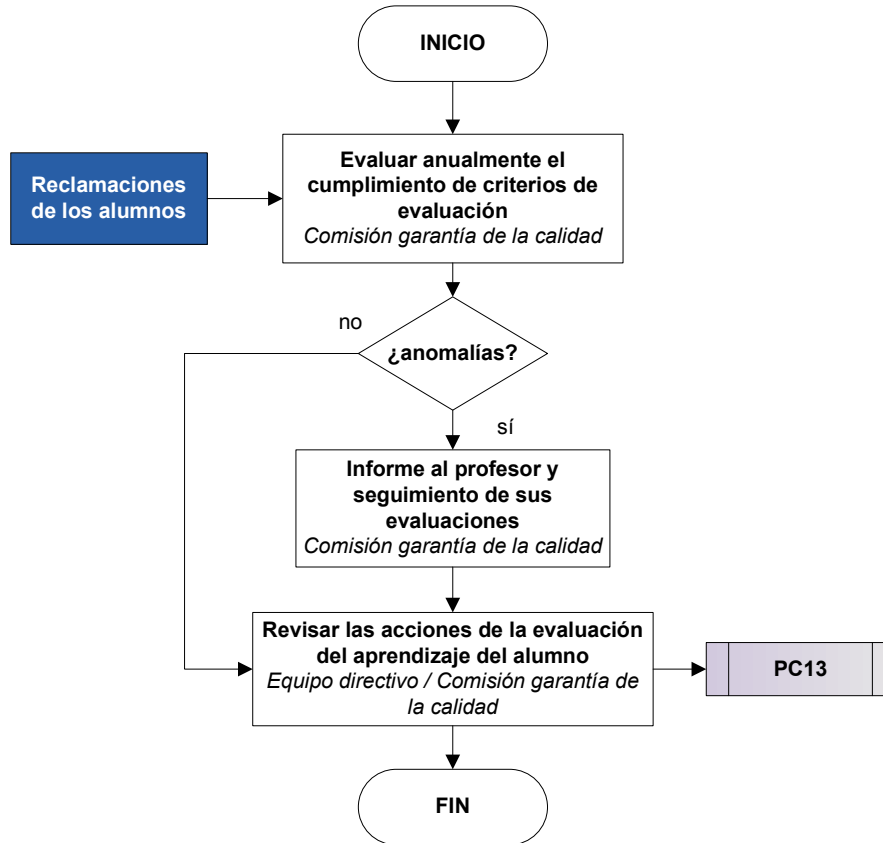 INICIO
Reclamaciones
de los alumnos
Evaluar anualmente el
cumplimiento de criterios de
evaluación
Comisión garantía de la calidad
no
¿anomalías?
sí
Informe al profesor y
seguimiento de sus
evaluaciones
Comisión garantía de la calidad
Revisar las acciones de la evaluación
del aprendizaje del alumno
Equipo directivo / Comisión garantía de
la calidad
PC13
FIN